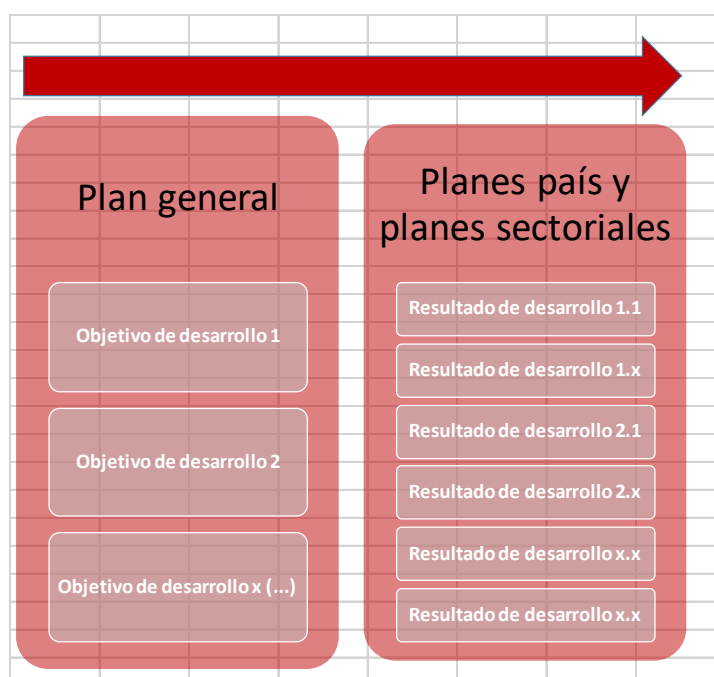 Plan general
Objetivo de desarrollo 1
Objetivo de desarrollo 2
Objetivo de desarrollo x (...)
Planes país y
planes sectoriales
Resultado de desarrollo 1.1
Resultado de desarrollo 1.x
Resultado de desarrollo 2.1
Resultado de desarrollo 2.x
Resultado de desarrollo x.x
Resultado de desarrollo x.x